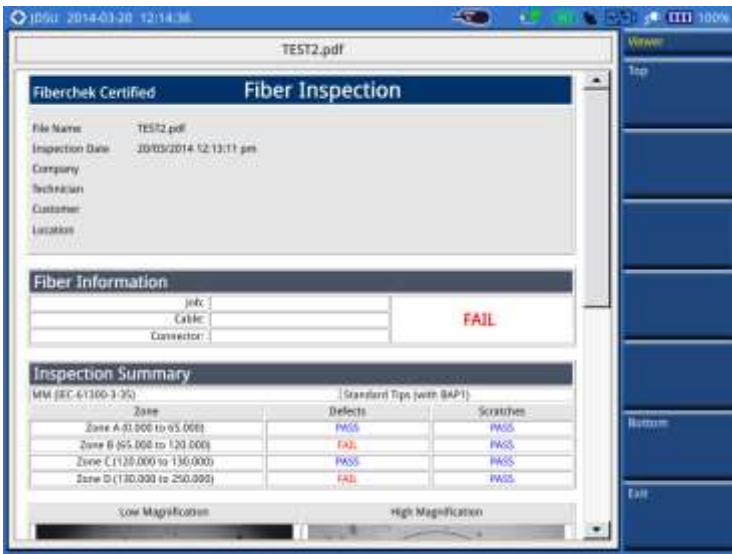 JDSU 2014-03-20 12:14:36
100%
TEST2.pdf
Viewer
Top
Fiberchek Certified Fiber Inspection
File Name TEST2.pdf
Inspection Date 20/03/2014 12:13:11 pm
Company
Technician
Customer
Location
Fiber Information
Job:
Cable:
Connector:
FAIL
Inspection Summary
MM (IEC-61300-3-35) Standard Tips (with BAP1)
Zone Defects Scratches
Zone A (0.000 to 65.000) PASS PASS
Zone B (65.000 to 120.000) FAIL PASS
Zone C (120.000 to 130.000) PASS PASS
Zone D (130.000 to 250.000) FAIL PASS
Low Magnification High Magnification
Bottom
Exit